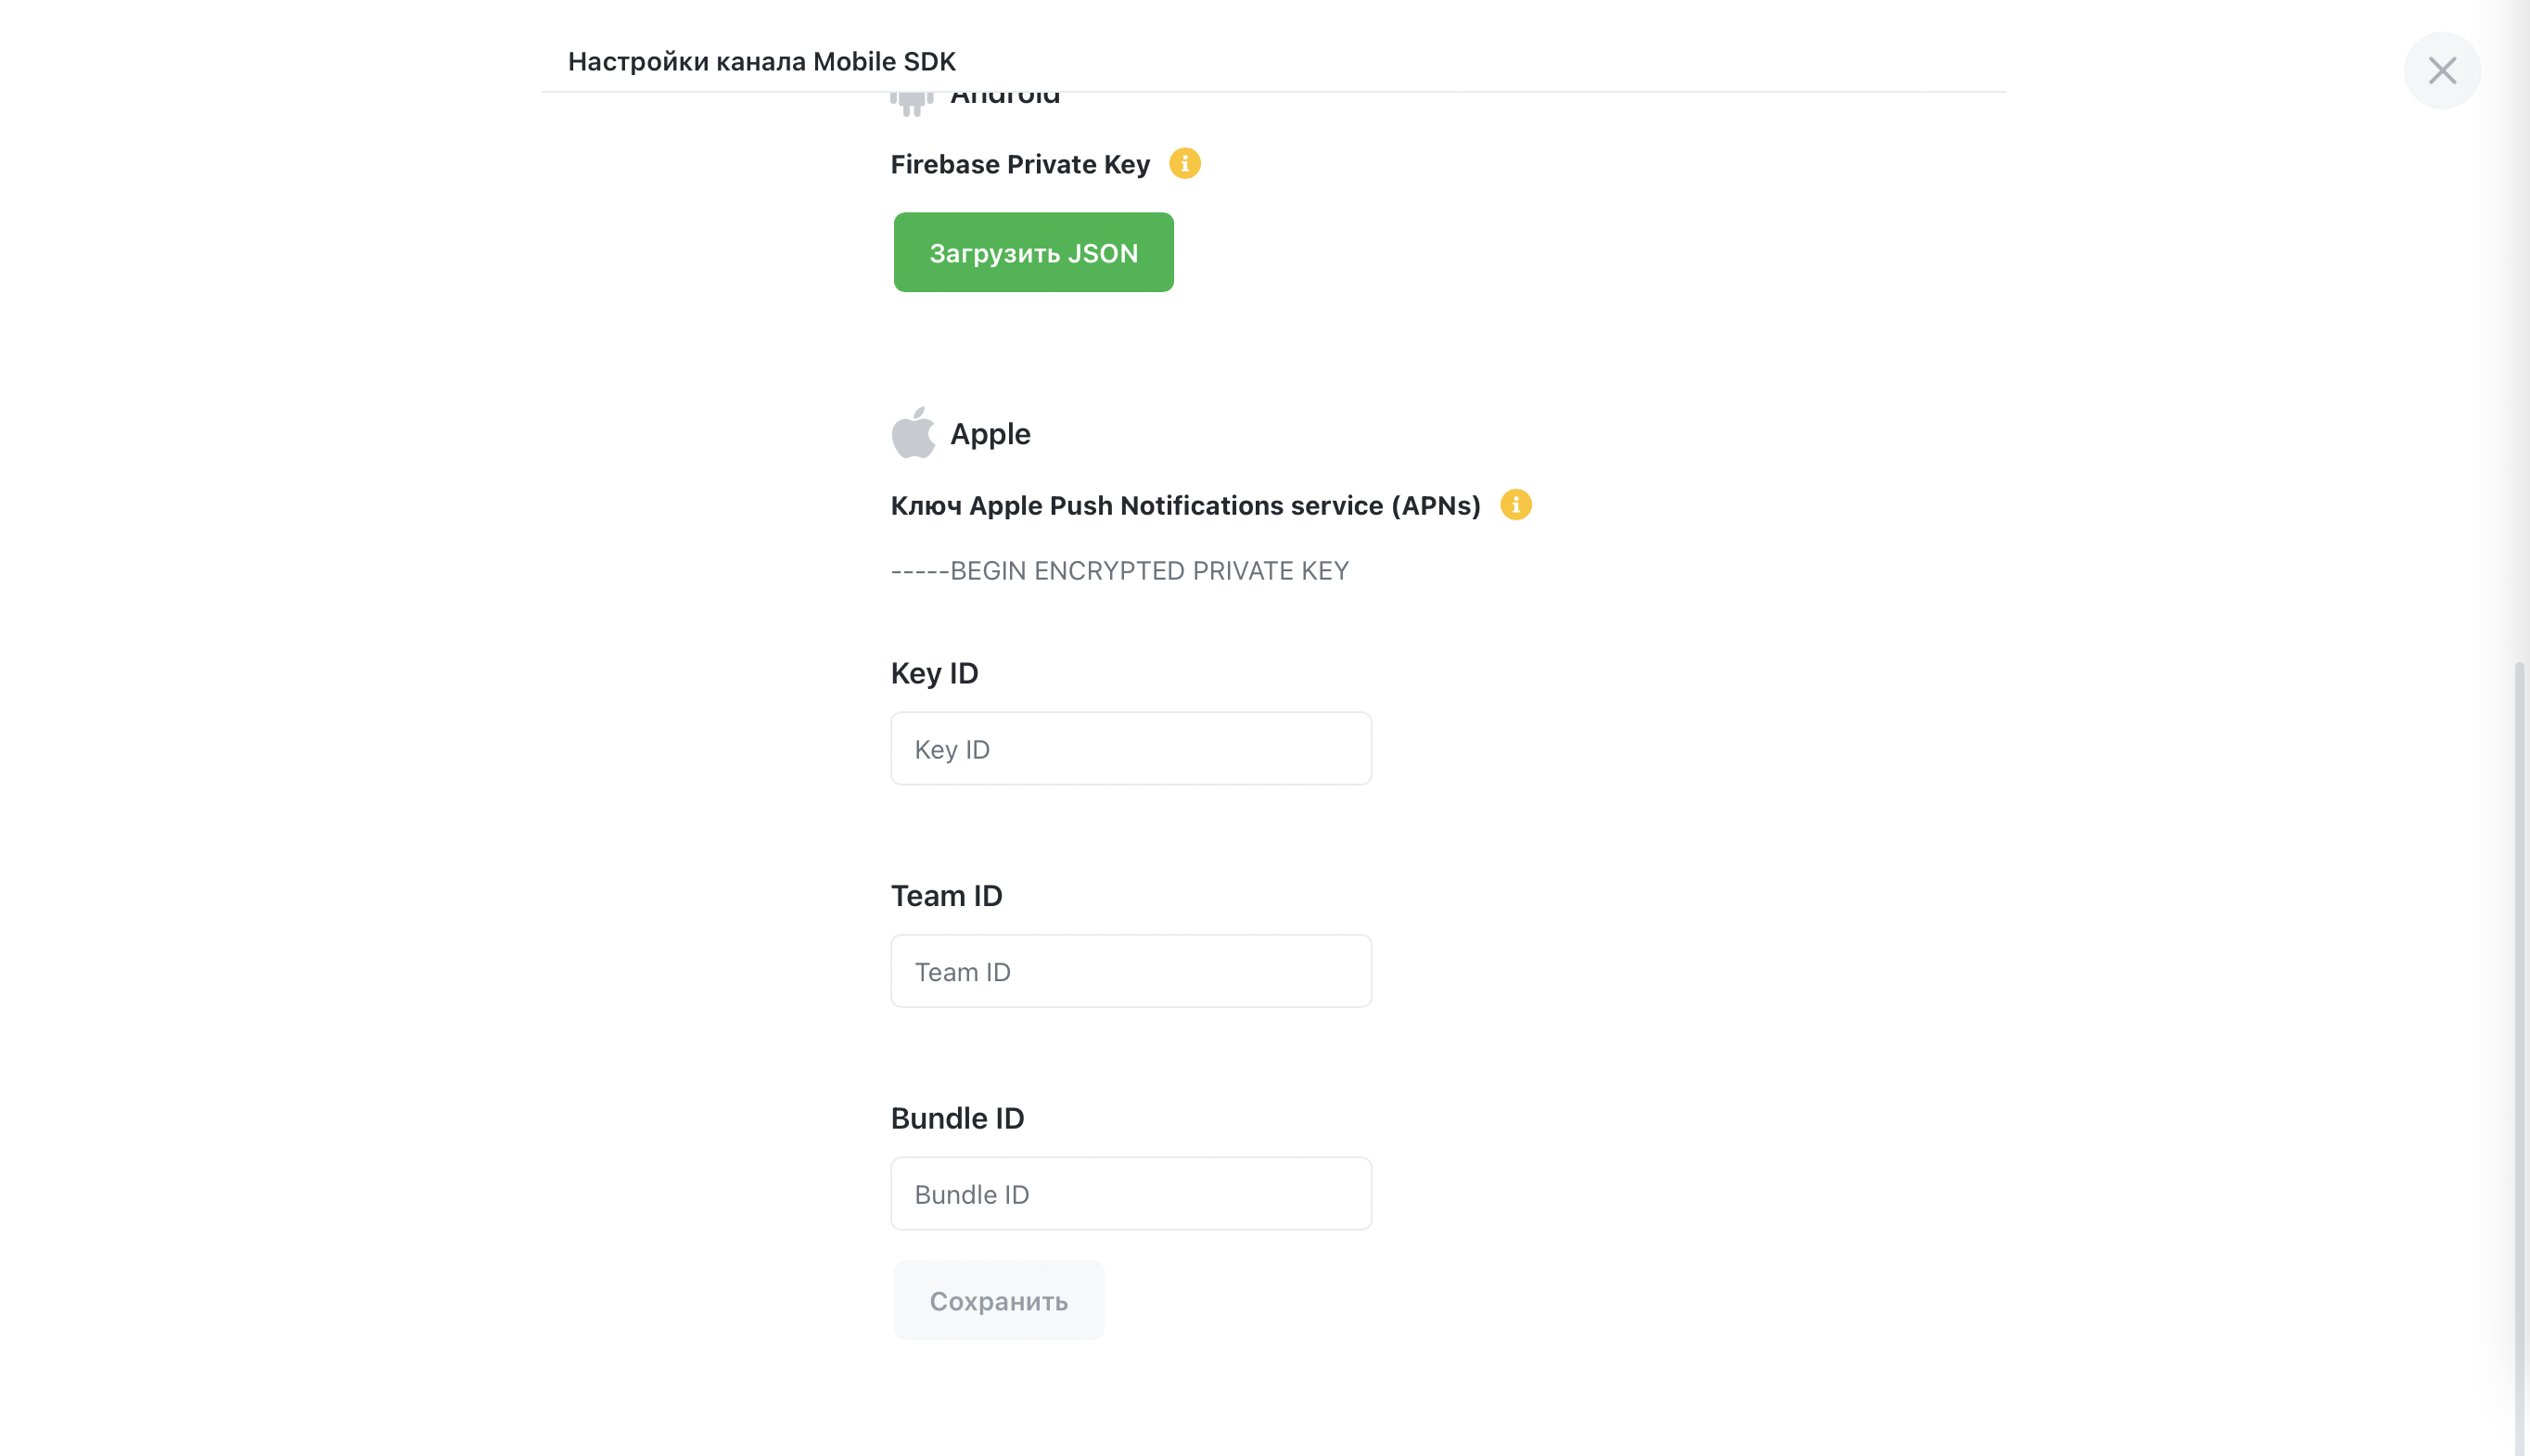 Настройки канала Mobile SDK
Android
Firebase Private Key
Загрузить JSON
Apple
Ключ Apple Push Notifications service (APNs)
-----BEGIN ENCRYPTED PRIVATE KEY
Key ID
Key ID
Team ID
Team ID
Bundle ID
Bundle ID
Сохранить